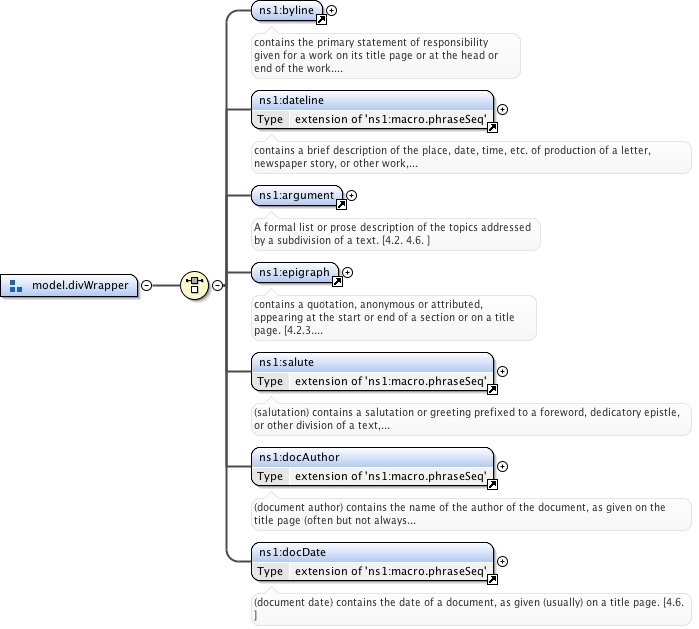 ns1:byline
contains the primary statement of responsibility
given for a work on its title page or at the head or
end of the work....
ns1:dateline
Type extension of 'ns1:macro.phraseSeq'
contains a brief description of the place, date, time, etc. of production of a letter,
newspaper story, or other work,...
ns1:argument
A formal list or prose description of the topics addressed
by a subdivision of a text. [4.2. 4.6. ]
ns1:epigraph
model.divWrapper
contains a quotation, anonymous or attributed,
appearing at the start or end of a section or on a title
page. [4.2.3....
ns1:salute
Type extension of 'ns1:macro.phraseSeq'
(salutation) contains a salutation or greeting prefixed to a foreword, dedicatory epistle,
or other division of a text,...
ns1:docAuthor
Type extension of 'ns1:macro.phraseSeq'
(document author) contains the name of the author of the document, as given on the
title page (often but not always...
ns1:docDate
Type extension of 'ns1:macro.phraseSeq'
(document date) contains the date of a document, as given (usually) on a title page. [4.6.
]